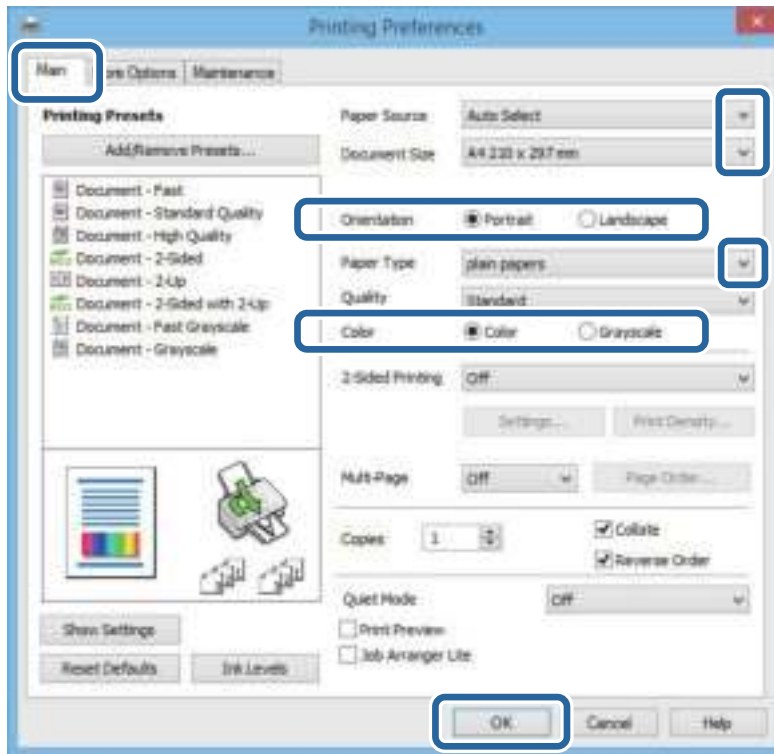 Printing Preferences
Main
More Options
Maintenance
Printing Presets
Add/Remove Presets...
Document - Fast
Document - Standard Quality
Document - High Quality
Document - 2-Sided
Document - 2-Up
Document - 2-Sided with 2-Up
Document - Fast Grayscale
Document - Grayscale
Show Settings
Reset Defaults
Ink Levels
Paper Source Auto Select
Document Size A4 210 x 297 mm
Orientation Portrait Landscape
Paper Type plain papers
Quality Standard
Color Color Grayscale
2-Sided Printing Off
Settings... Print Density...
Multi-Page Off Page Order...
Copies 1 Collate
Reverse Order
Quiet Mode Off
Print Preview
Job Arranger Lite
OK Cancel Help